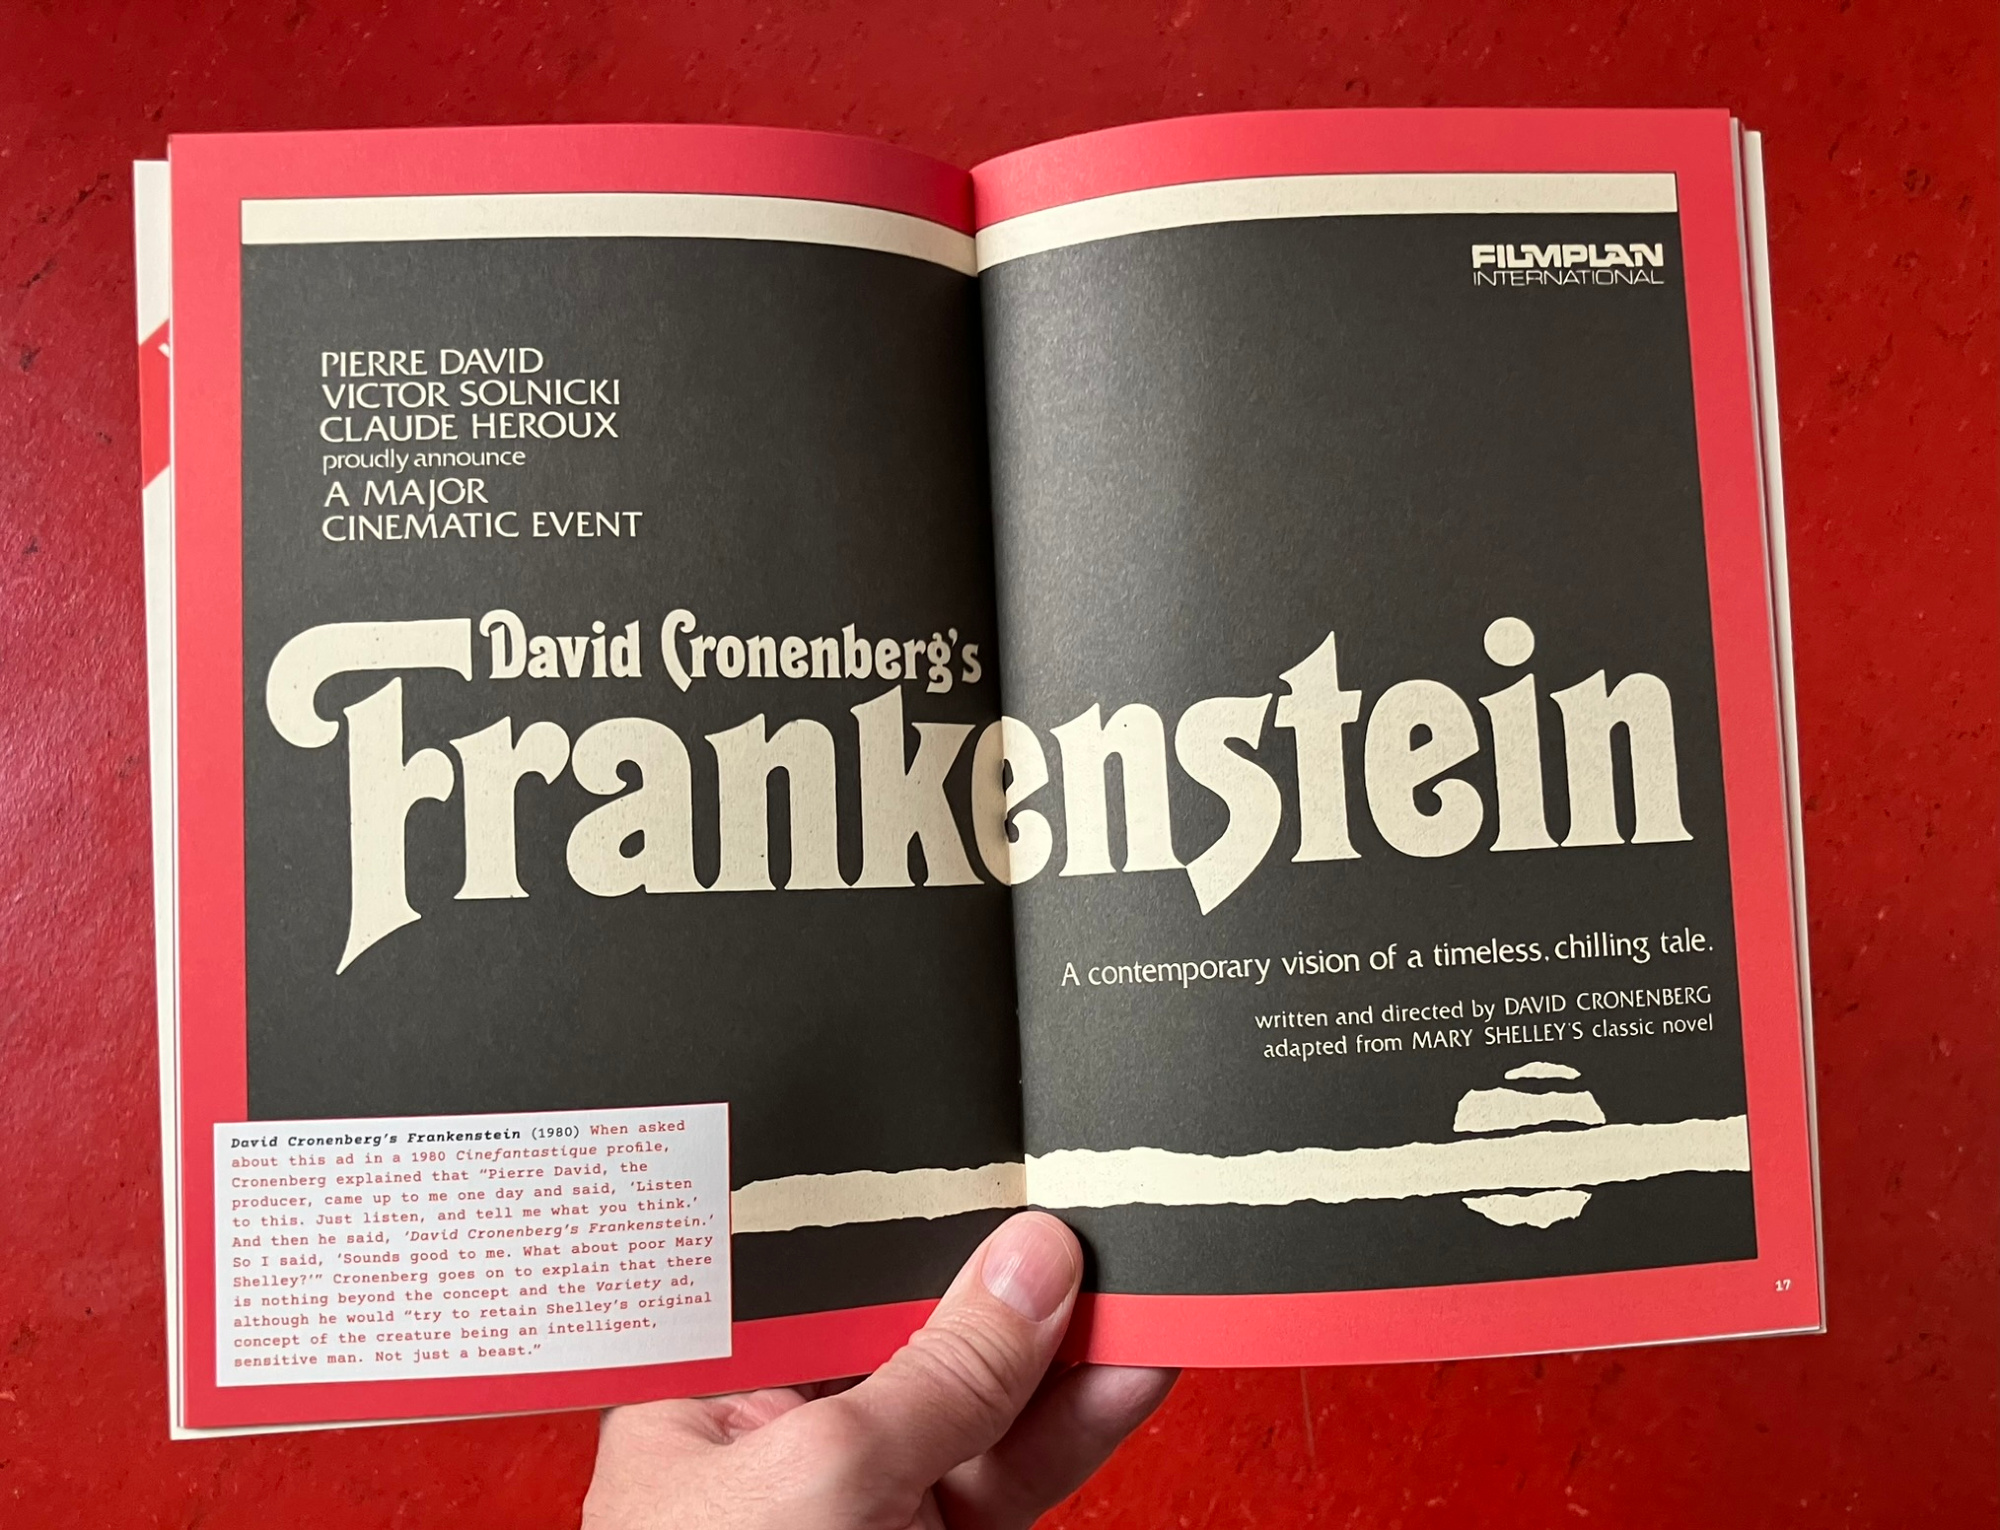 FILMPLAN
INTERNATIONAL
PIERRE DAVID
VICTOR SOLNICKI
CLAUDE HEROUX
proudly announce
A MAJOR
CINEMATIC EVENT
David Cronenberg's
Frankenstein
A contemporary vision of a timeless, chilling tale.
written and directed by DAVID CRONENBERG
adapted from MARY SHELLEY'S classic novel
David Cronenberg's Frankenstein (1980) When asked
about this ad in a 1980 Cinefantastique profile,
Cronenberg explained that “Pierre David, the
producer, came up to me one day and said, ‘Listen
to this. Just listen, and tell me what you think.’
And then he said, ‘David Cronenberg’s Frankenstein.’
So I said, ‘Sounds good to me. What about poor Mary
Shelley?’” Cronenberg goes on to explain that there
is nothing beyond the concept and the Variety ad,
although he would “try to retain Shelley’s original
concept of the creature being an intelligent,
sensitive man. Not just a beast.”
17